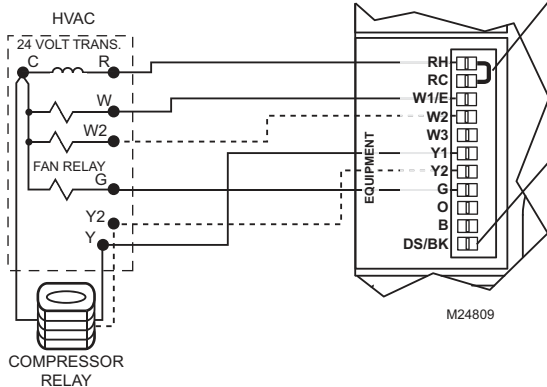 HVAC
24 VOLT TRANS.
C
R
W
W2
FAN RELAY
G
Y2
Y
COMPRESSOR
RELAY
EQUIPMENT
RH
RC
W1/E
W2
W3
Y1
Y2
G
O
B
DS/BK
M24809